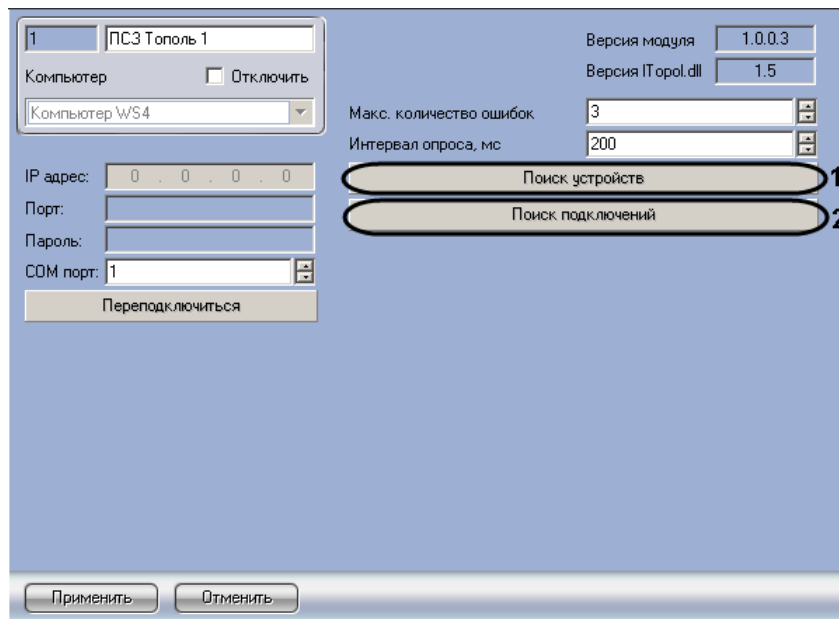 1 ПСЗ Тополь 1
Компьютер Отключить
Компьютер WS4
IP адрес: 0 . 0 . 0 . 0
Порт:
Пароль:
COM порт: 1
Переподключиться
Версия модуля 1.0.0.3
Версия ITopol.dll 1.5
Макс. количество ошибок 3
Интервал опроса, мс 200
Поиск устройств 1
Поиск подключений 2
Применить Отменить